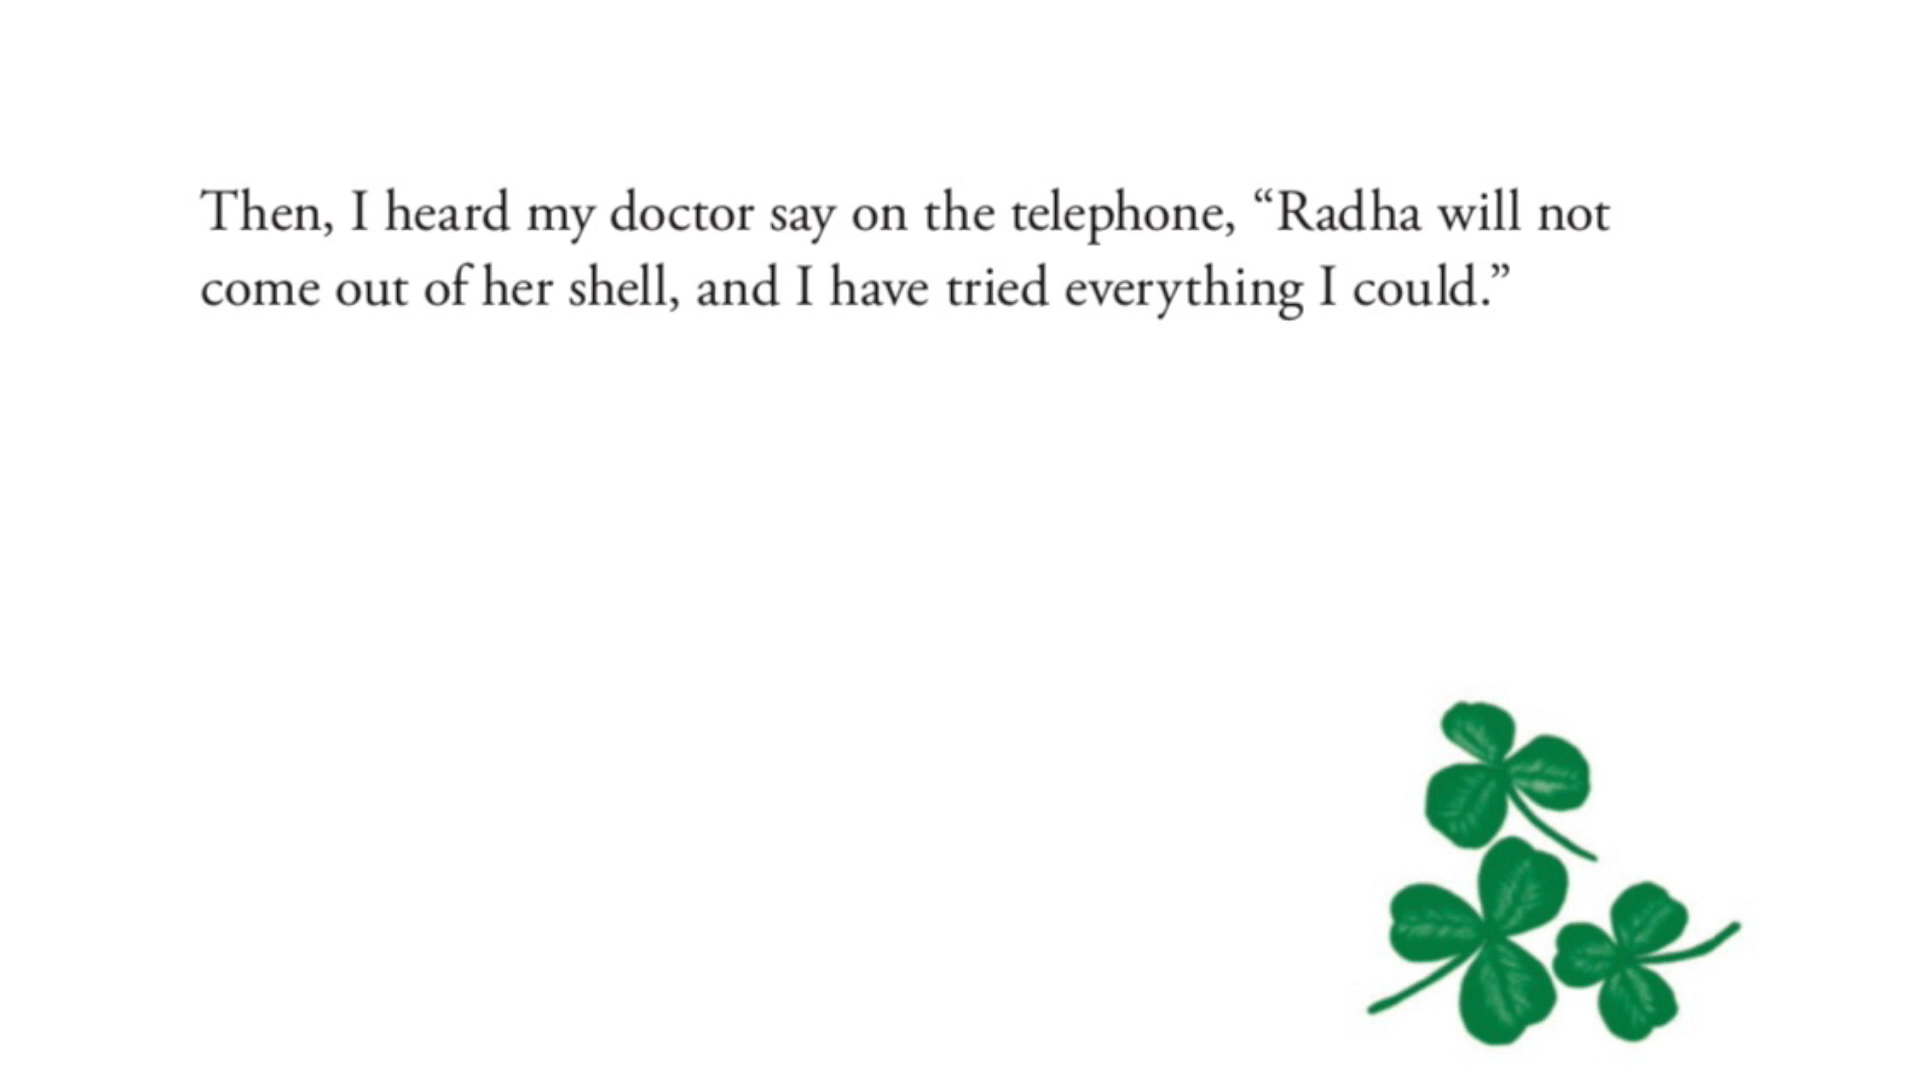 Then, I heard my doctor say on the telephone, “Radha will not
come out of her shell, and I have tried everything I could.”